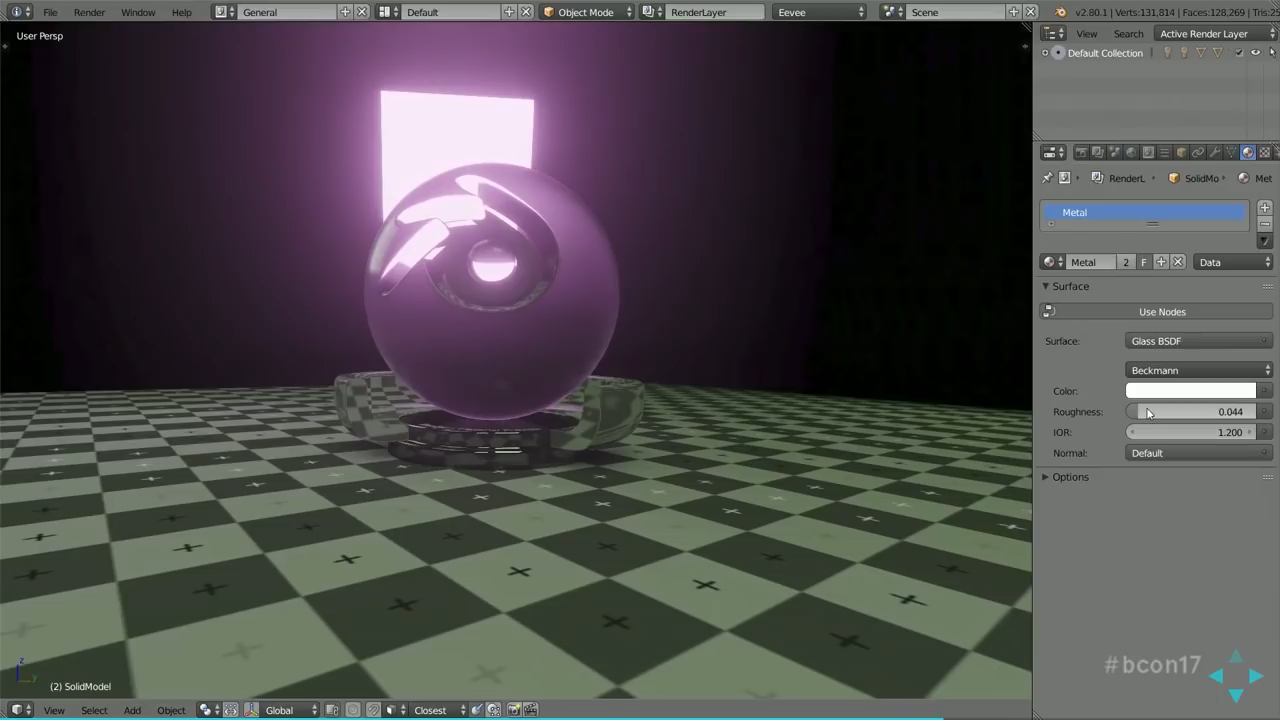 File Render Window Help General Default Object Mode RenderLayer Eevee Scene v2.80.1 | Verts:131,814 | Faces:128,269 | Tris:25
User Persp
View Search Active Render Layer
Default Collection
RenderL SolidMo Met
Metal
Metal 2 F Data
Surface
Use Nodes
Surface: Glass BSDF
Beckmann
Color:
Roughness: 0.044
IOR: 1.200
Normal: Default
Options
#bcon17
z
y
(2) SolidModel
View Select Add Object Global Closest